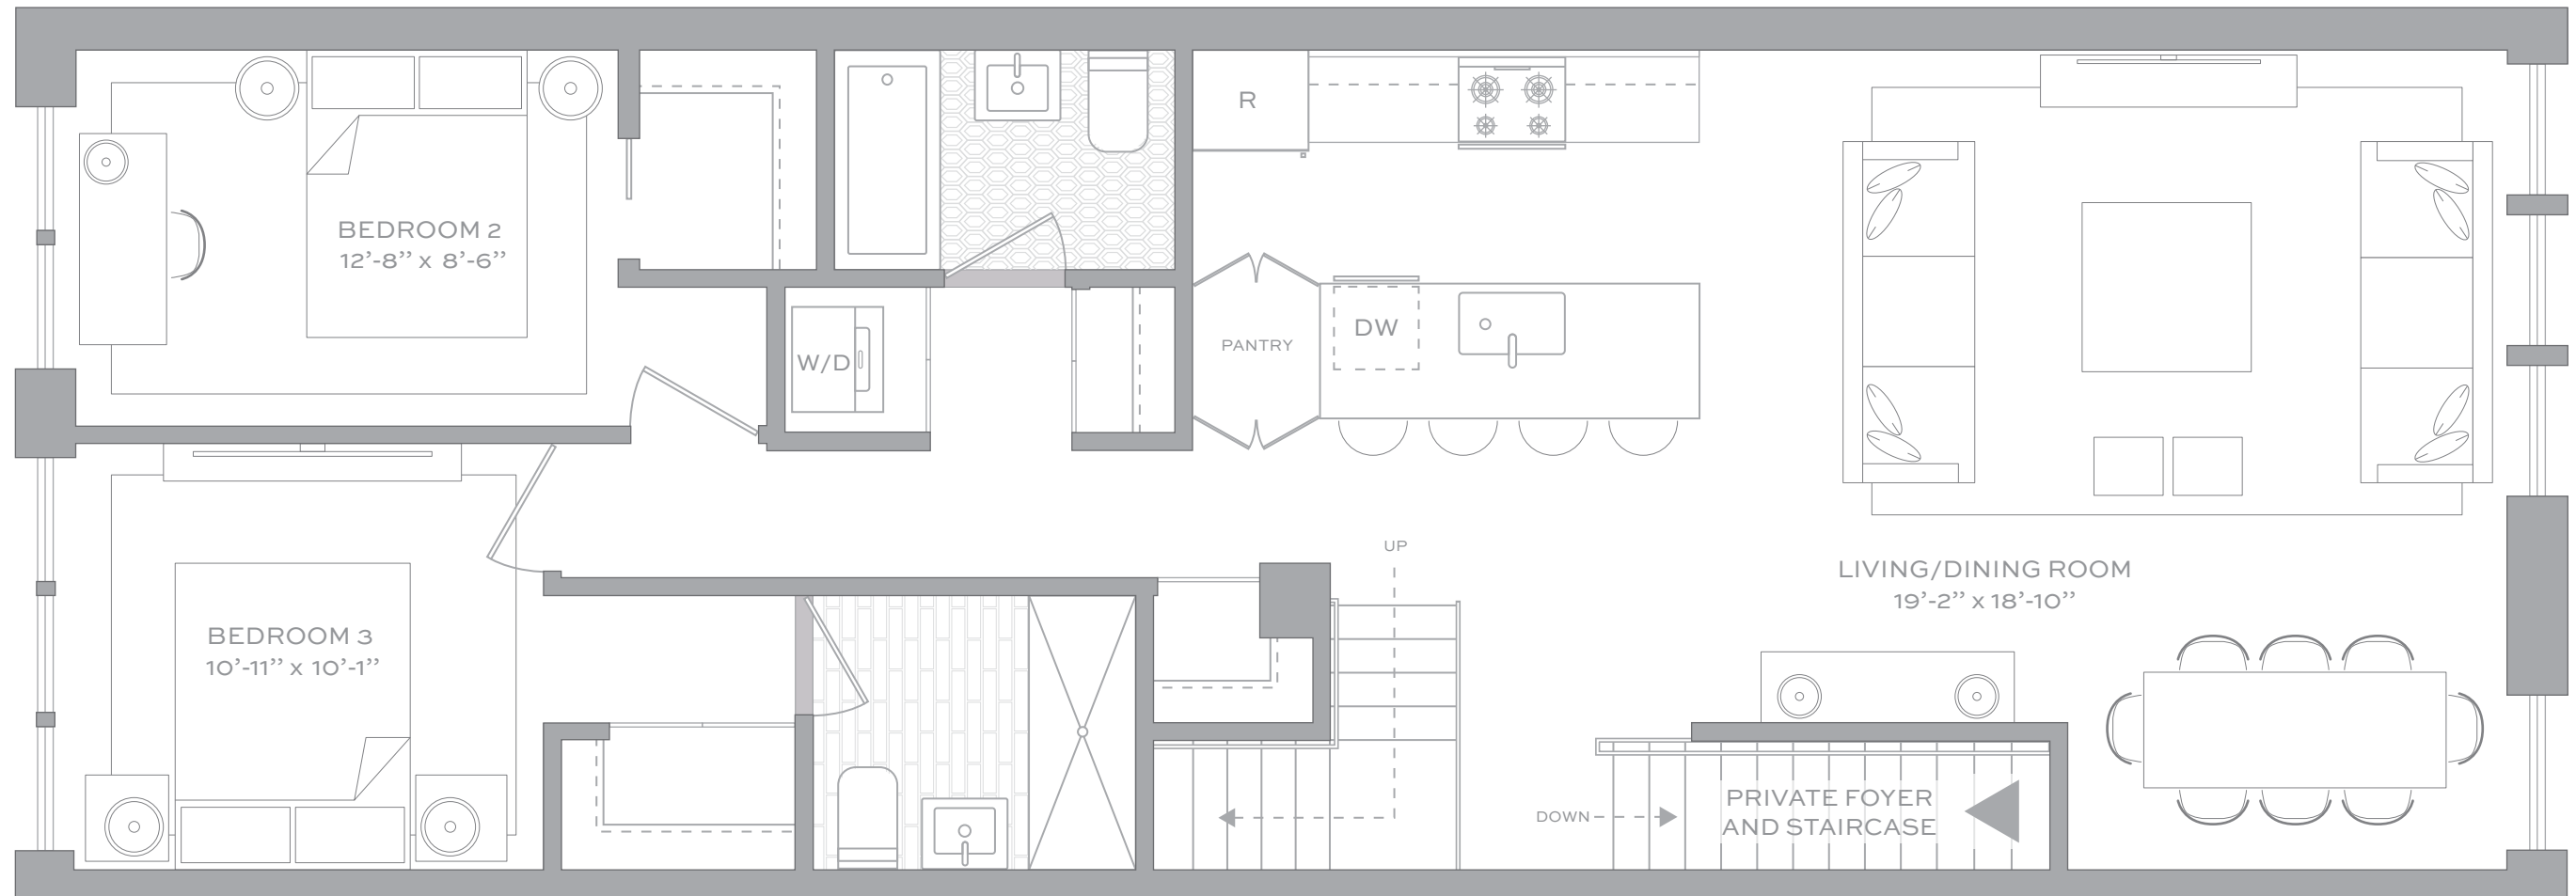 R
BEDROOM 2
12’-8” x 8’-6”
W/D
PANTRY
DW
UP
LIVING/DINING ROOM
19’-2” x 18’-10”
BEDROOM 3
10’-11” x 10’-1”
DOWN
PRIVATE FOYER
AND STAIRCASE